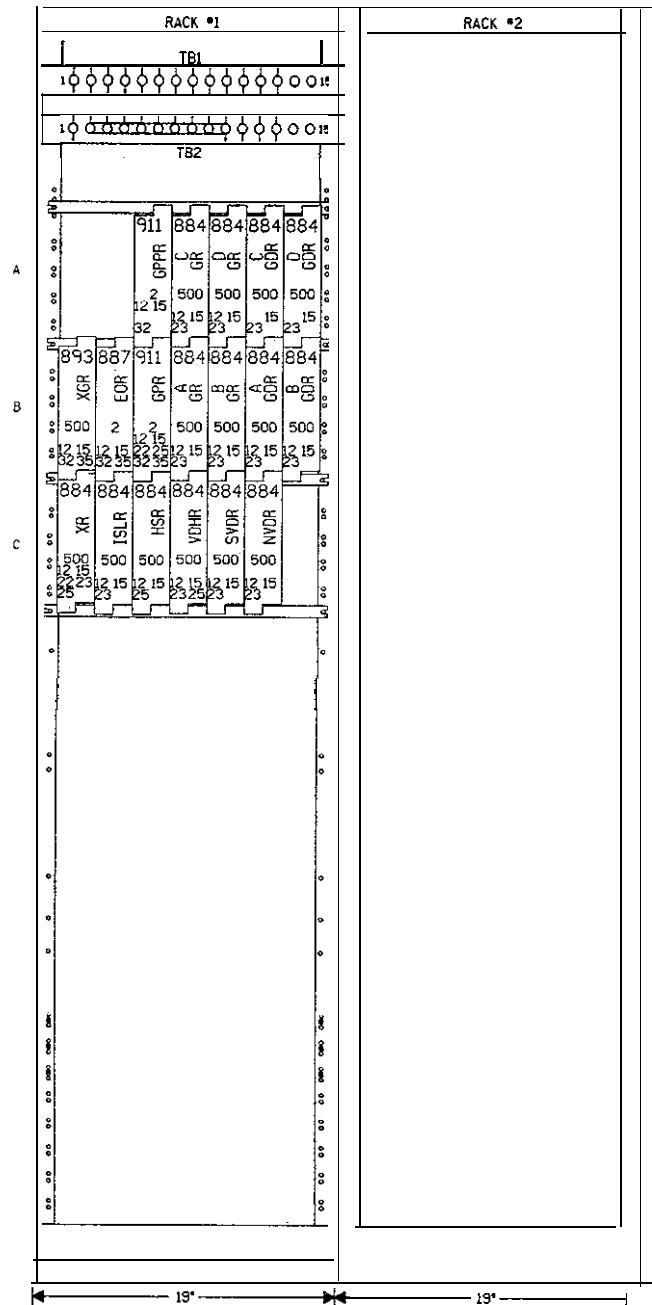 RACK #1
RACK #2
TB1
1 15
1 15
TB2
A
911 884 884 884 884
GPPR C GR D GR C GDR D GDR
2 500 500 500 500
12 15 12 15 12 15 12 15 15
32 23 23 23 23
B
893 887 911 884 884 884 884
XGR EOR GPR A GR B GR A GDR B GDR
500 2 2 500 500 500 500
12 15
12 15 12 15 22 25 12 15 12 15 12 15 12 15
32 35 32 35 32 35 23 23 23 23
C
884 884 884 884 884 884
XR ISLR HSR VDHR SVDR NVDR
500 500 500 500 500 500
12 15
22 23 12 15 12 15 12 15 12 15 12 15
25 23 25 23 25 23 23
19" 19"